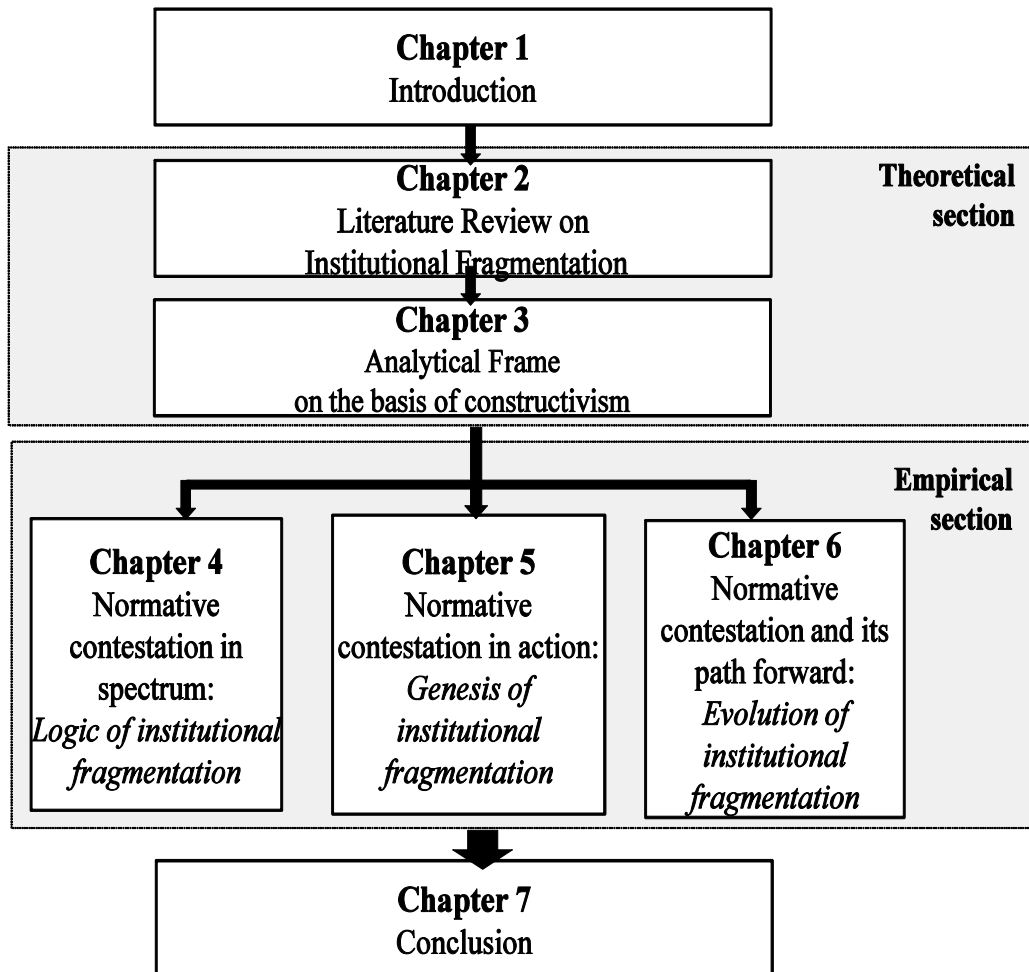 Chapter 1
Introduction
Theoretical
section
Chapter 2
Literature Review on
Institutional Fragmentation
Chapter 3
Analytical Frame
on the basis of constructivism
Empirical
section
Chapter 4
Normative
contestation in
spectrum:
Logic of institutional
fragmentation
Chapter 5
Normative
contestation in action:
Genesis of
institutional
fragmentation
Chapter 6
Normative
contestation and its
path forward:
Evolution of
institutional
fragmentation
Chapter 7
Conclusion